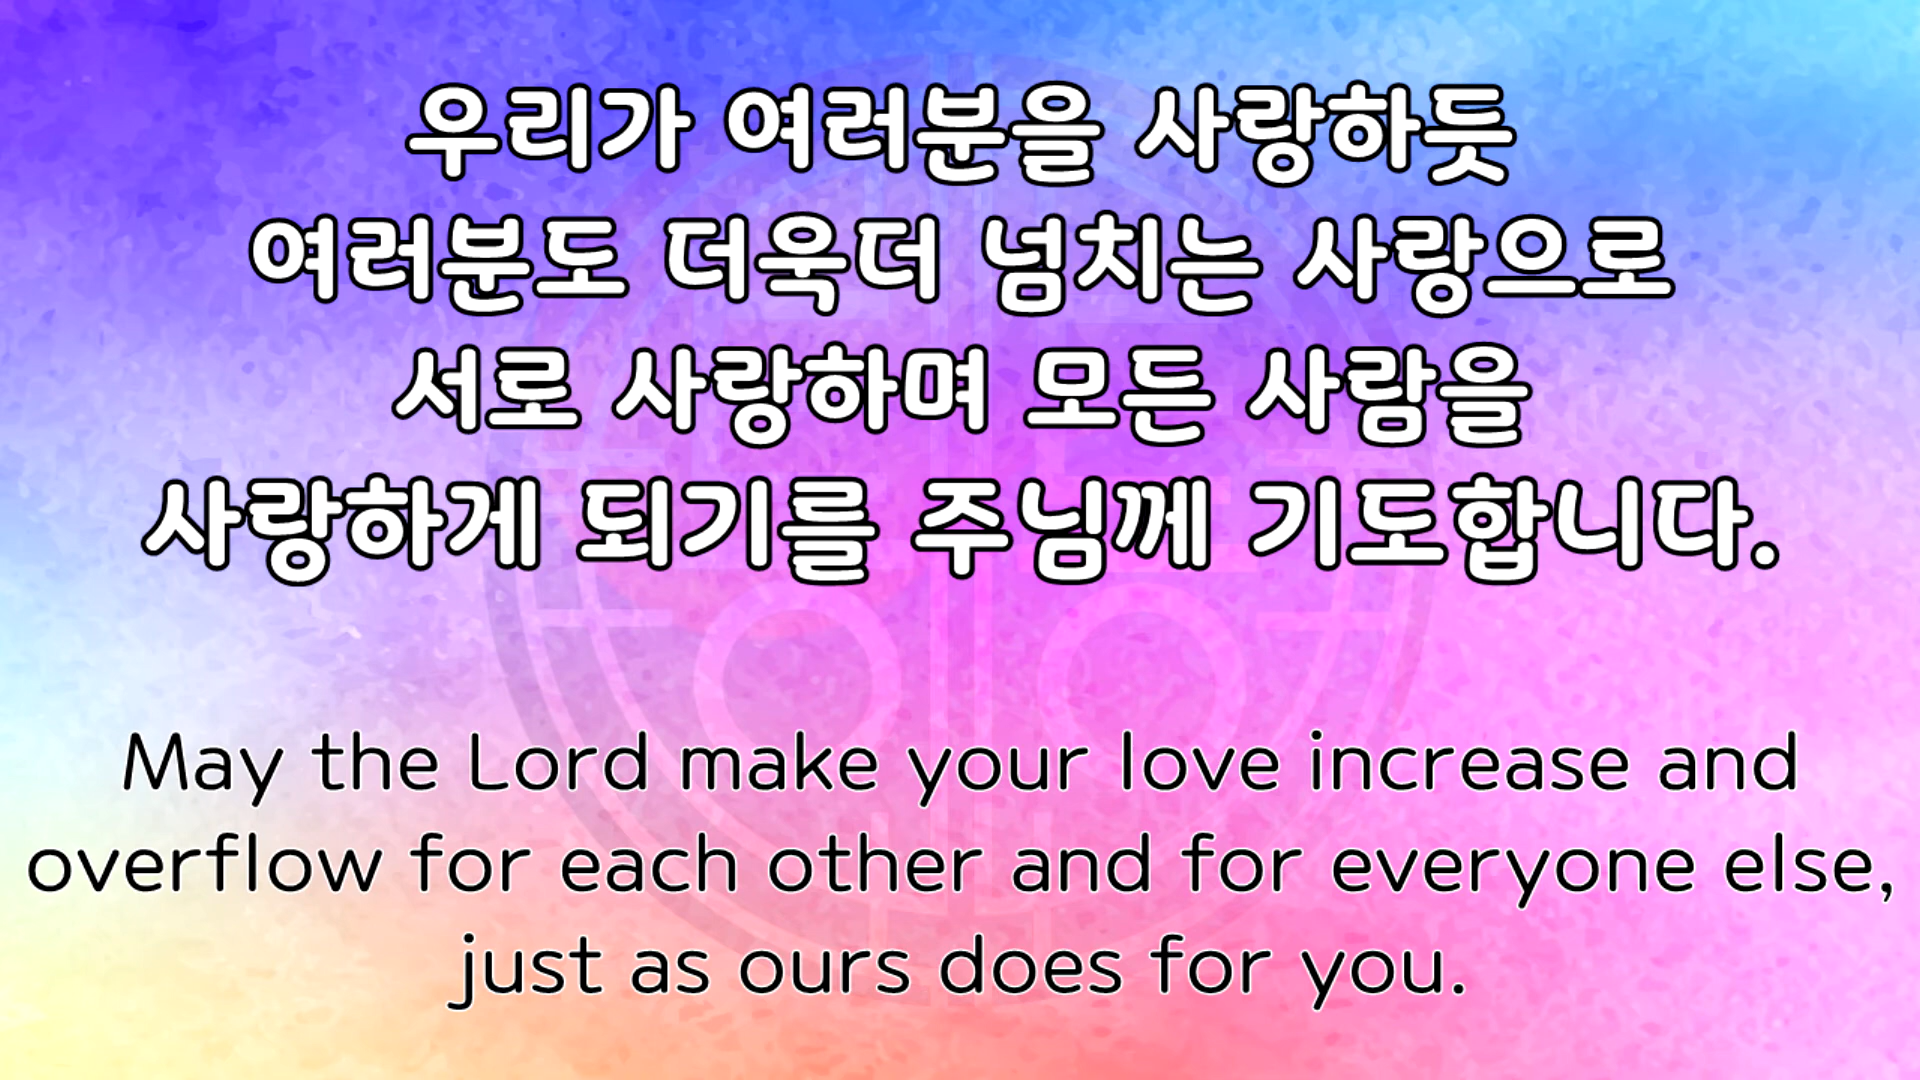 우리가 여러분을 사랑하듯
여러분도 더욱더 넘치는 사랑으로
서로 사랑하며 모든 사람을
사랑하게 되기를 주님께 기도합니다.
May the Lord make your love increase and
overflow for each other and for everyone else,
just as ours does for you.